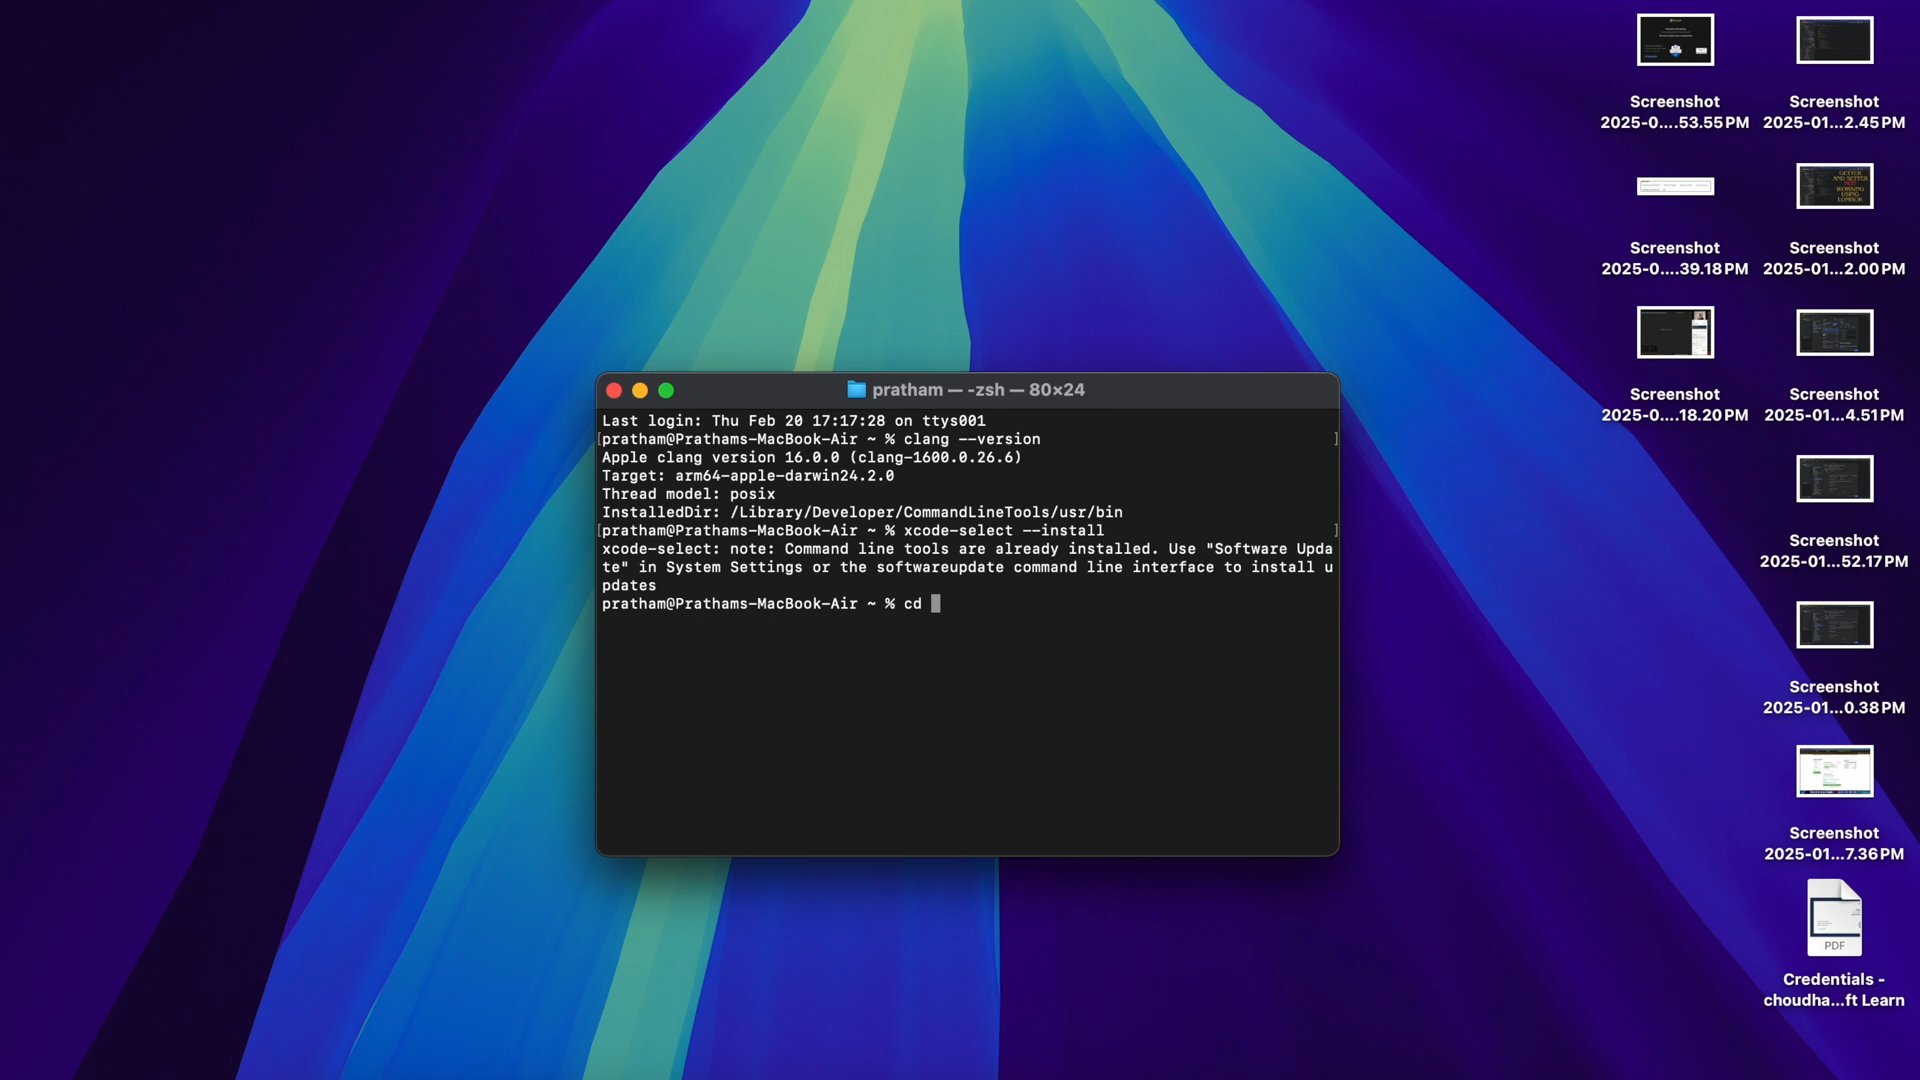 pratham — -zsh — 80×24
Last login: Thu Feb 20 17:17:28 on ttys001
[pratham@Prathams-MacBook-Air ~ % clang --version ]
Apple clang version 16.0.0 (clang-1600.0.26.6)
Target: arm64-apple-darwin24.2.0
Thread model: posix
InstalledDir: /Library/Developer/CommandLineTools/usr/bin
[pratham@Prathams-MacBook-Air ~ % xcode-select --install ]
xcode-select: note: Command line tools are already installed. Use "Software Upda
te" in System Settings or the softwareupdate command line interface to install u
pdates
pratham@Prathams-MacBook-Air ~ % cd
Screenshot
2025-0....53.55 PM
Screenshot
2025-01...2.45 PM
Screenshot
2025-0....39.18 PM
GETTER
AND SETTER
NOT
WORKING
USING
LOMBOK
Screenshot
2025-01...2.00 PM
Screenshot
2025-0....18.20 PM
Screenshot
2025-01...4.51 PM
Screenshot
2025-01...52.17 PM
Screenshot
2025-01...0.38 PM
Screenshot
2025-01...7.36 PM
PDF
Credentials -
choudha...ft Learn